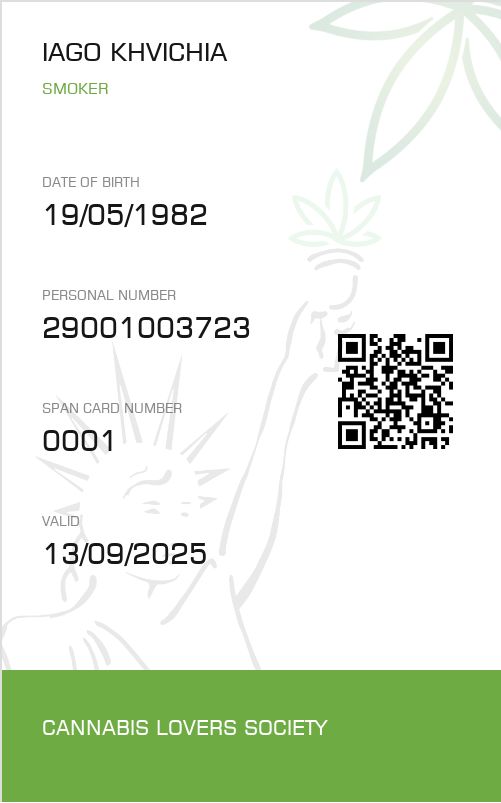 IAGO KHVICHIA
SMOKER
DATE OF BIRTH
19/05/1982
PERSONAL NUMBER
29001003723
SPAN CARD NUMBER
0001
VALID
13/09/2025
CANNABIS LOVERS SOCIETY